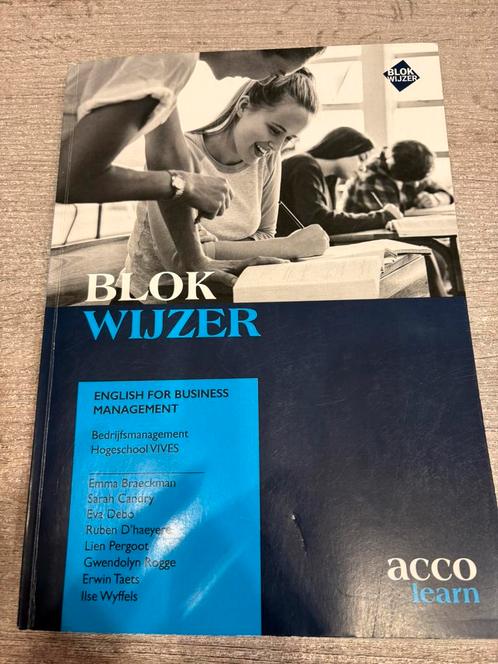 BLOK
WIJZER
BLOK
WIJZER
ENGLISH FOR BUSINESS
MANAGEMENT
Bedrijfsmanagement
Hogeschool VIVES
Emma Braeckman
Sarah Candry
Eva Debo
Ruben D'haeyere
Lien Pergoot
Gwendolyn Rogge
Erwin Taets
Ilse Wyffels
acco
learn